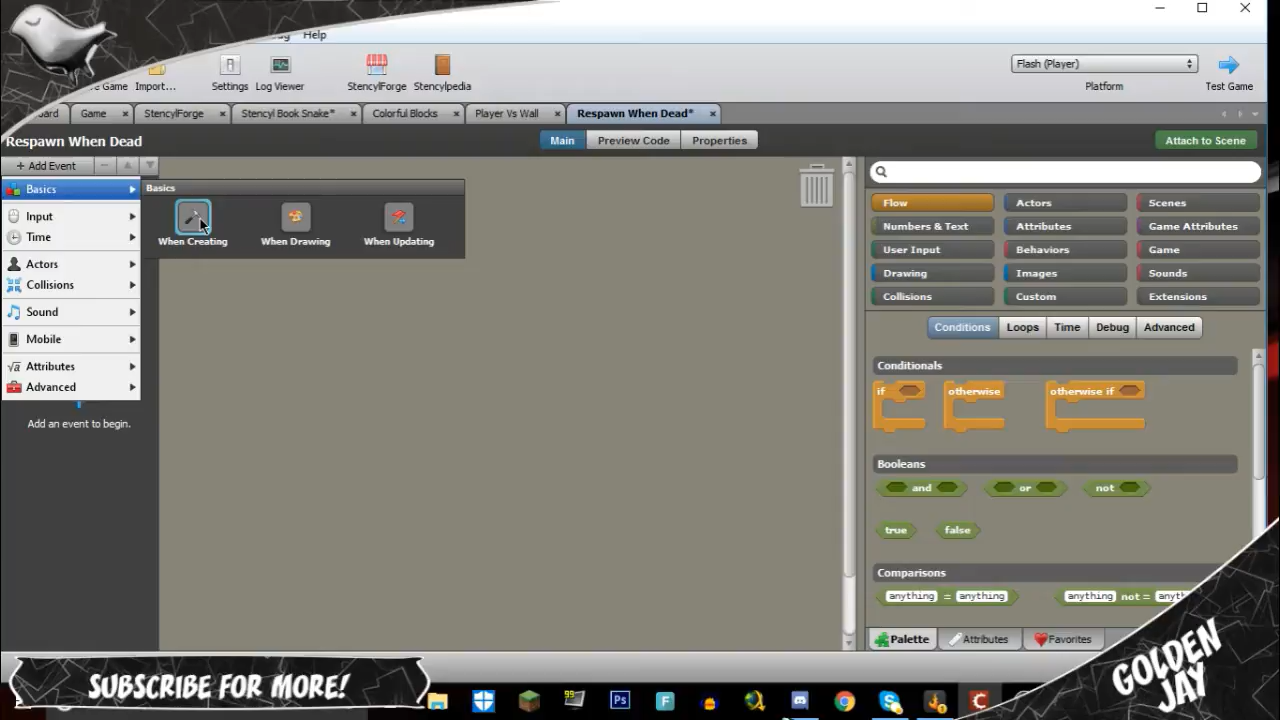 Help
Game
Import...
Settings
Log Viewer
StencylForge
Stencylpedia
Flash (Player)
Platform
Test Game
Game
StencylForge
Stencyl Book Snake*
Colorful Blocks
Player Vs Wall
Respawn When Dead*
Respawn When Dead
Main
Preview Code
Properties
Attach to Scene
+ Add Event
Basics
Input
Time
Actors
Collisions
Sound
Mobile
Attributes
Advanced
Add an event to begin.
Basics
When Creating
When Drawing
When Updating
Flow
Actors
Scenes
Numbers & Text
Attributes
Game Attributes
User Input
Behaviors
Game
Drawing
Images
Sounds
Collisions
Custom
Extensions
Conditions
Loops
Time
Debug
Advanced
Conditionals
if
otherwise
otherwise if
Booleans
and
or
not
true
false
Comparisons
anything = anything
anything not =
Palette
Attributes
Favorites
SUBSCRIBE FOR MORE!
99
Ps
F
GOLDEN
JAY